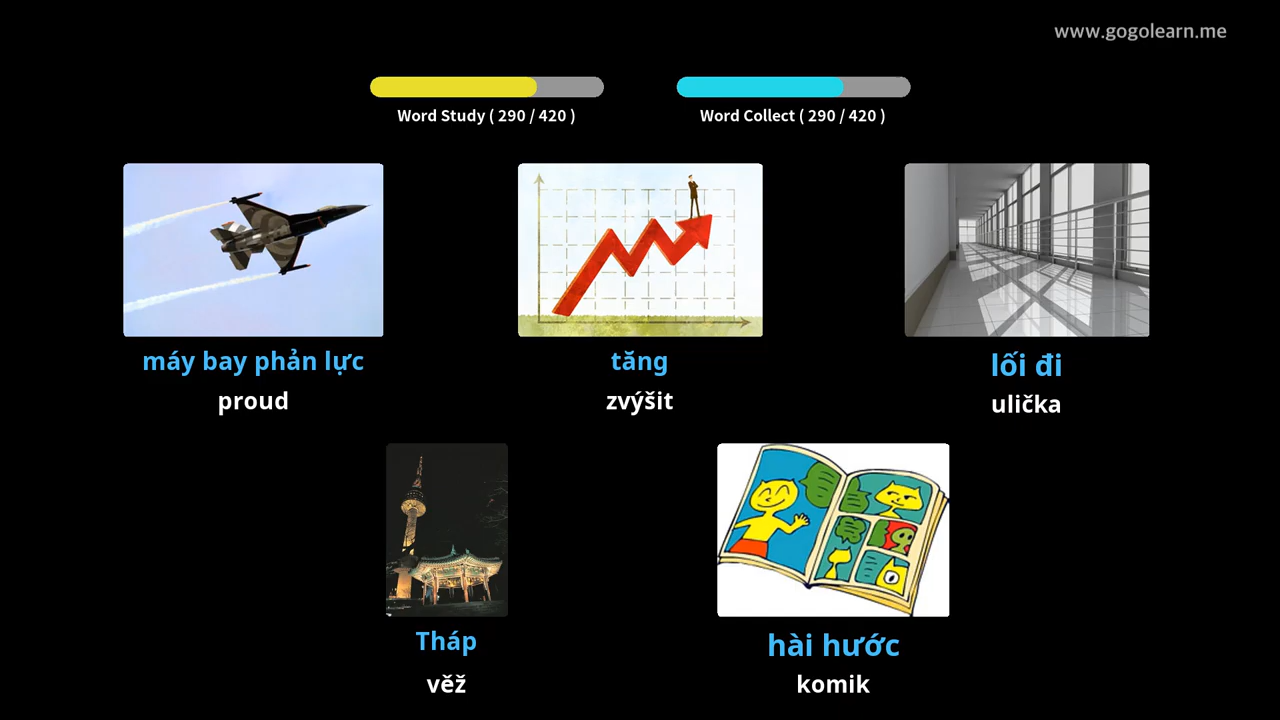 www.gogolearn.me
Word Study ( 290 / 420 )
Word Collect ( 290 / 420 )
máy bay phản lực
proud
tăng
zvýšit
lối đi
ulička
Tháp
věž
hài hước
komik